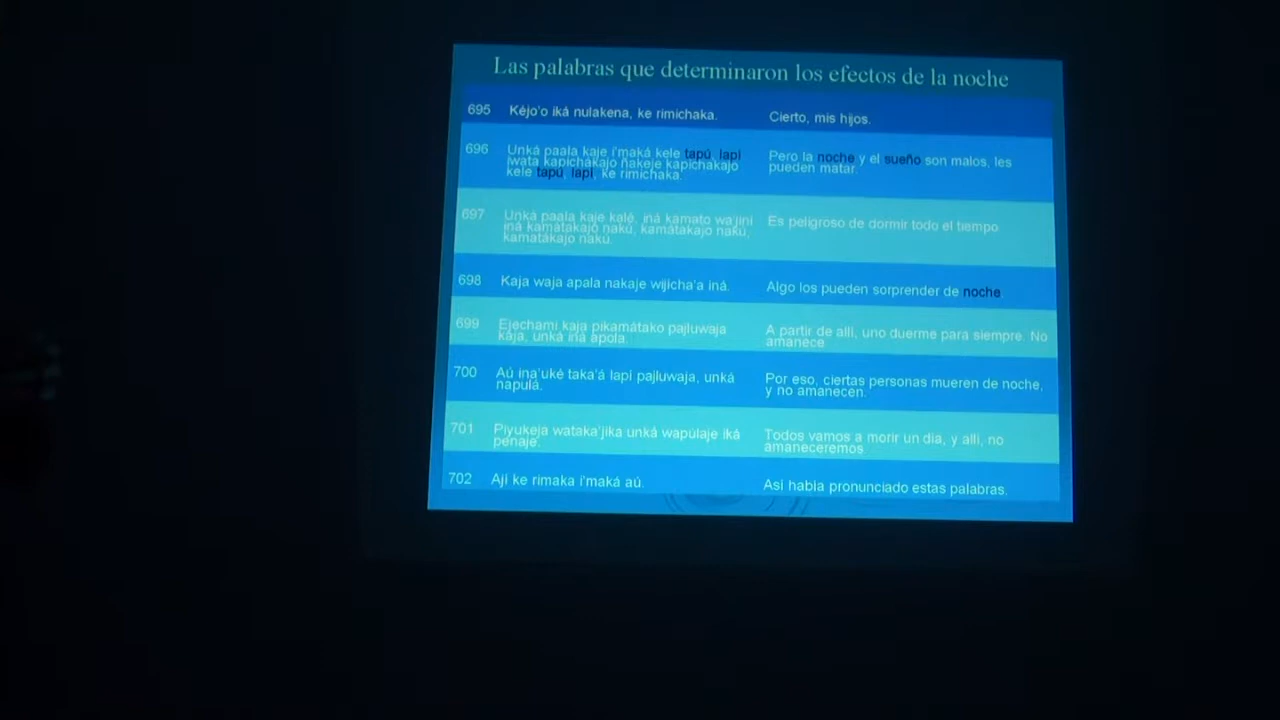 Las palabras que determinaron los efectos de la noche
695 Kéjo'o iká nulakena, ke rimichaka. Cierto, mis hijos.
696 Unká paala kaje i'maká kele tapú, lapí Pero la noche y el sueño son malos, les
iwata kapichákajo ñakeje kapichakajo pueden matar.
kele tapú, lapí, ke rimichaka.
697 Unká paala kaje kalé, iná kamato wa'jini Es peligroso de dormir todo el tiempo
iná kamátakajo nakú, kamátakajo nakú,
kamatákajo nakú.
698 Kaja waja apala nakaje wijicha'a iná. Algo los pueden sorprender de noche
699 Ejechami kaja pikamátako pajluwaja A partir de allí, uno duerme para siempre. No
kája, unká iná apóla. amanece
700 Aú ina'uké taka'á lapí pajluwaja, unká Por eso, ciertas personas mueren de noche,
napulá. y no amanecen.
701 Piyukeja wataka'jika unká wapúlaje iká Todos vamos a morir un día, y allí, no
penaje. amaneceremos
702 Ají ke rimaka i'maká aú. Así había pronunciado estas palabras.